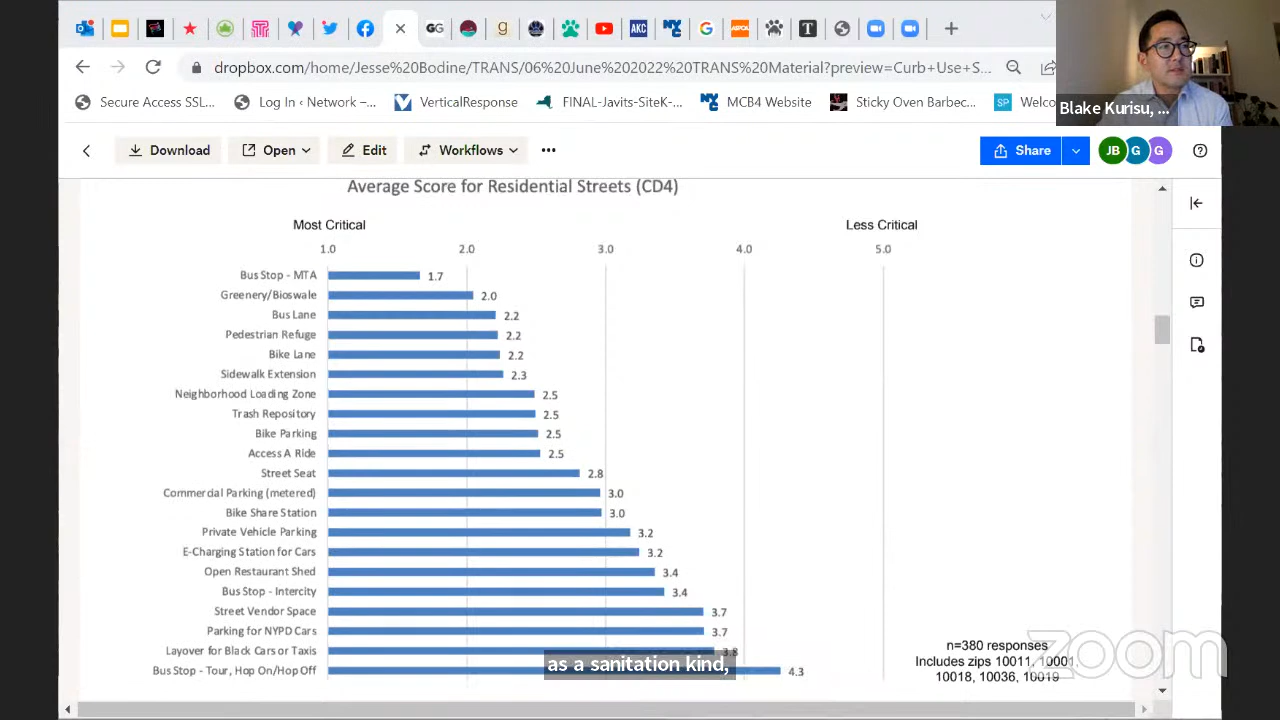 GG
g
AKC
G
ASPCA
T
dropbox.com/home/Jesse%20Bodine/TRANS/06%20June%202022%20TRANS%20Material?preview=Curb+Use+S...
Secure Access SSL...
Log In ‹ Network –...
VerticalResponse
FINAL-Javits-SiteK-...
MCB4 Website
Sticky Oven Barbec...
SP Welco
Blake Kurisu, ...
Download
Open
Edit
Workflows
Share
JB
G
G
Average Score for Residential Streets (CD4)
Most Critical
Less Critical
1.0 2.0 3.0 4.0 5.0
Bus Stop - MTA 1.7
Greenery/Bioswale 2.0
Bus Lane 2.2
Pedestrian Refuge 2.2
Bike Lane 2.2
Sidewalk Extension 2.3
Neighborhood Loading Zone 2.5
Trash Repository 2.5
Bike Parking 2.5
Access A Ride 2.5
Street Seat 2.8
Commercial Parking (metered) 3.0
Bike Share Station 3.0
Private Vehicle Parking 3.2
E-Charging Station for Cars 3.2
Open Restaurant Shed 3.4
Bus Stop - Intercity 3.4
Street Vendor Space 3.7
Parking for NYPD Cars 3.7
Layover for Black Cars or Taxis 3.8
Bus Stop - Tour, Hop On/Hop Off 4.3
as a sanitation kind,
n=380 responses
Includes zips 10011, 10001,
10018, 10036, 10019
zoom